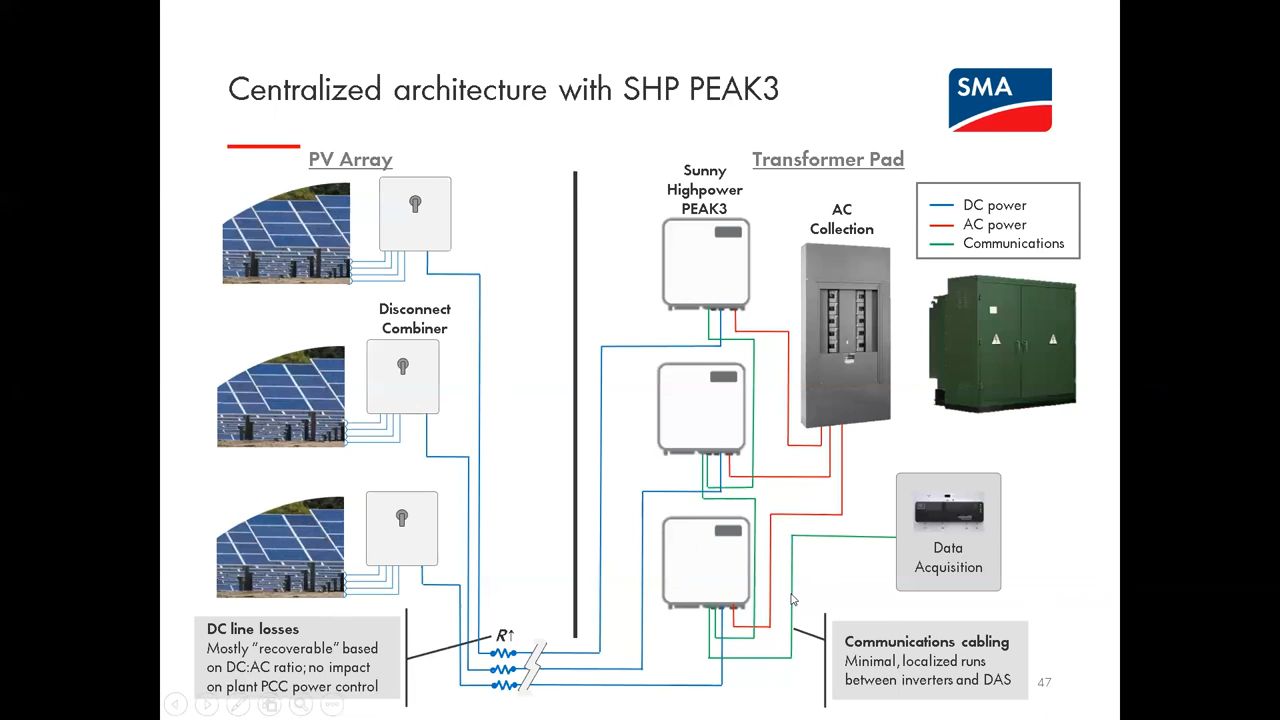 Centralized architecture with SHP PEAK3
SMA
PV Array
Transformer Pad
Sunny
Highpower
PEAK3
AC
Collection
DC power
AC power
Communications
Disconnect
Combiner
Data
Acquisition
R↑
DC line losses
Mostly “recoverable” based
on DC:AC ratio; no impact
on plant PCC power control
Communications cabling
Minimal, localized runs
between inverters and DAS
47